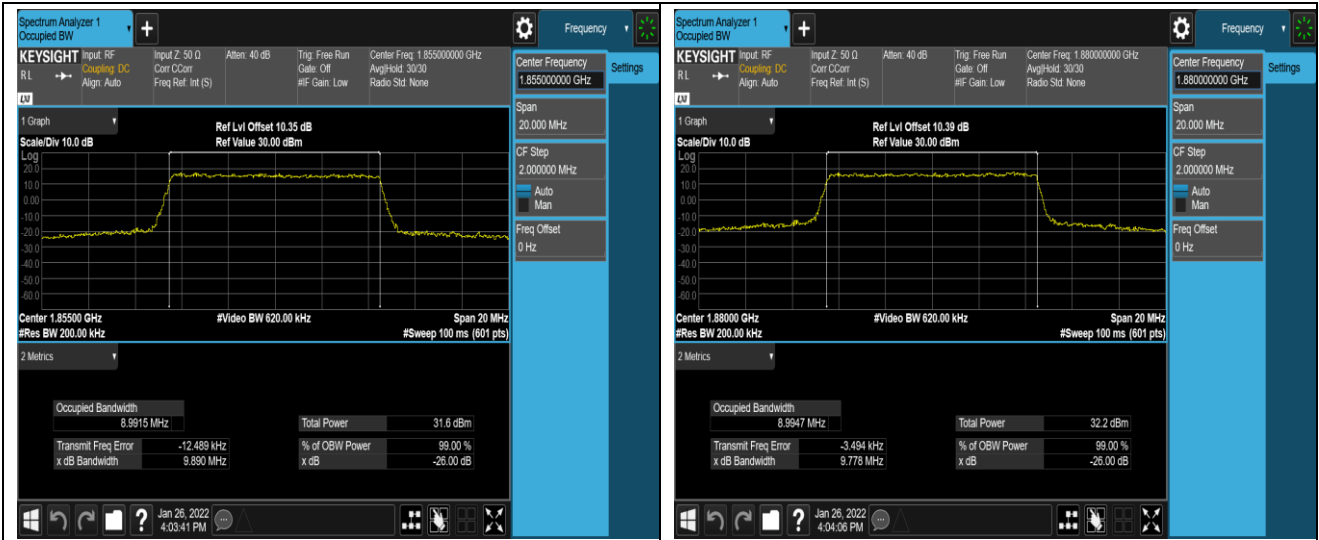 Spectrum Analyzer 1
Occupied BW
+
Frequency
KEYSIGHT
Input: RF
Coupling: DC
Align: Auto
Input Z: 50 Ω
Corr CCorr
Freq Ref: Int (S)
Atten: 40 dB
Trig: Free Run
Gate: Off
#IF Gain: Low
Center Freq: 1.855000000 GHz
Avg|Hold: 30/30
Radio Std: None
RL
LXI
Center Frequency
1.855000000 GHz
Settings
Span
20.000 MHz
CF Step
2.000000 MHz
Auto
Man
Freq Offset
0 Hz
1 Graph
Ref Lvl Offset 10.35 dB
Scale/Div 10.0 dB
Ref Value 30.00 dBm
Log
20.0
10.0
0.00
-10.0
-20.0
-30.0
-40.0
-50.0
-60.0
Center 1.85500 GHz
#Video BW 620.00 kHz
Span 20 MHz
#Res BW 200.00 kHz
#Sweep 100 ms (601 pts)
2 Metrics
Occupied Bandwidth
8.9915 MHz
Total Power 31.6 dBm
Transmit Freq Error -12.489 kHz
% of OBW Power 99.00 %
x dB Bandwidth 9.890 MHz
x dB -26.00 dB
?
Jan 26, 2022
4:03:41 PM
Spectrum Analyzer 1
Occupied BW
+
Frequency
KEYSIGHT
Input: RF
Coupling: DC
Align: Auto
Input Z: 50 Ω
Corr CCorr
Freq Ref: Int (S)
Atten: 40 dB
Trig: Free Run
Gate: Off
#IF Gain: Low
Center Freq: 1.880000000 GHz
Avg|Hold: 30/30
Radio Std: None
RL
LXI
Center Frequency
1.880000000 GHz
Settings
Span
20.000 MHz
CF Step
2.000000 MHz
Auto
Man
Freq Offset
0 Hz
1 Graph
Ref Lvl Offset 10.39 dB
Scale/Div 10.0 dB
Ref Value 30.00 dBm
Log
20.0
10.0
0.00
-10.0
-20.0
-30.0
-40.0
-50.0
-60.0
Center 1.88000 GHz
#Video BW 620.00 kHz
Span 20 MHz
#Res BW 200.00 kHz
#Sweep 100 ms (601 pts)
2 Metrics
Occupied Bandwidth
8.9947 MHz
Total Power 32.2 dBm
Transmit Freq Error -3.494 kHz
% of OBW Power 99.00 %
x dB Bandwidth 9.778 MHz
x dB -26.00 dB
?
Jan 26, 2022
4:04:06 PM